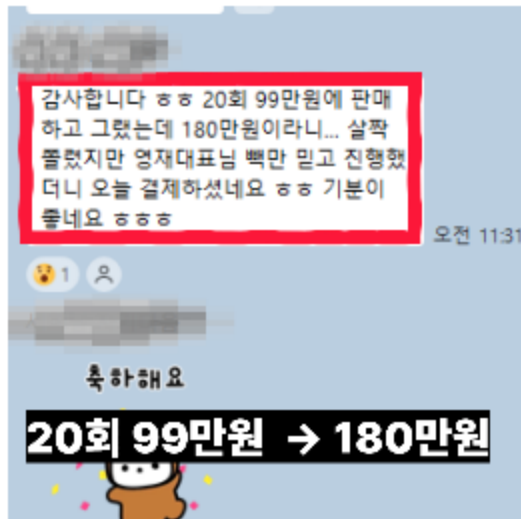 감사합니다 ㅎㅎ 20회 99만원에 판매
하고 그랬는데 180만원이라니... 살짝
쫄렸지만 영재대표님 빽만 믿고 진행했
더니 오늘 결제하셨네요 ㅎㅎ 기분이
좋네요 ㅎㅎㅎ
오전 11:31
1
축하해요
20회 99만원 → 180만원